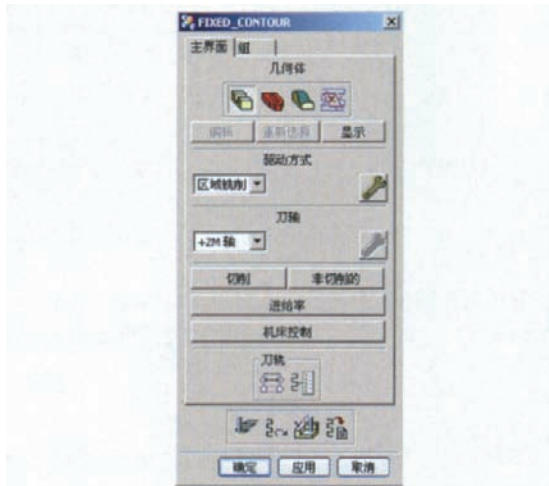 FIXED_CONTOUR
主界面 组
几何体
编辑 重新选择 显示
驱动方式
区域铣削
刀轴
+ZM 轴
切削 非切削的
进给率
机床控制
刀轨
确定 应用 取消